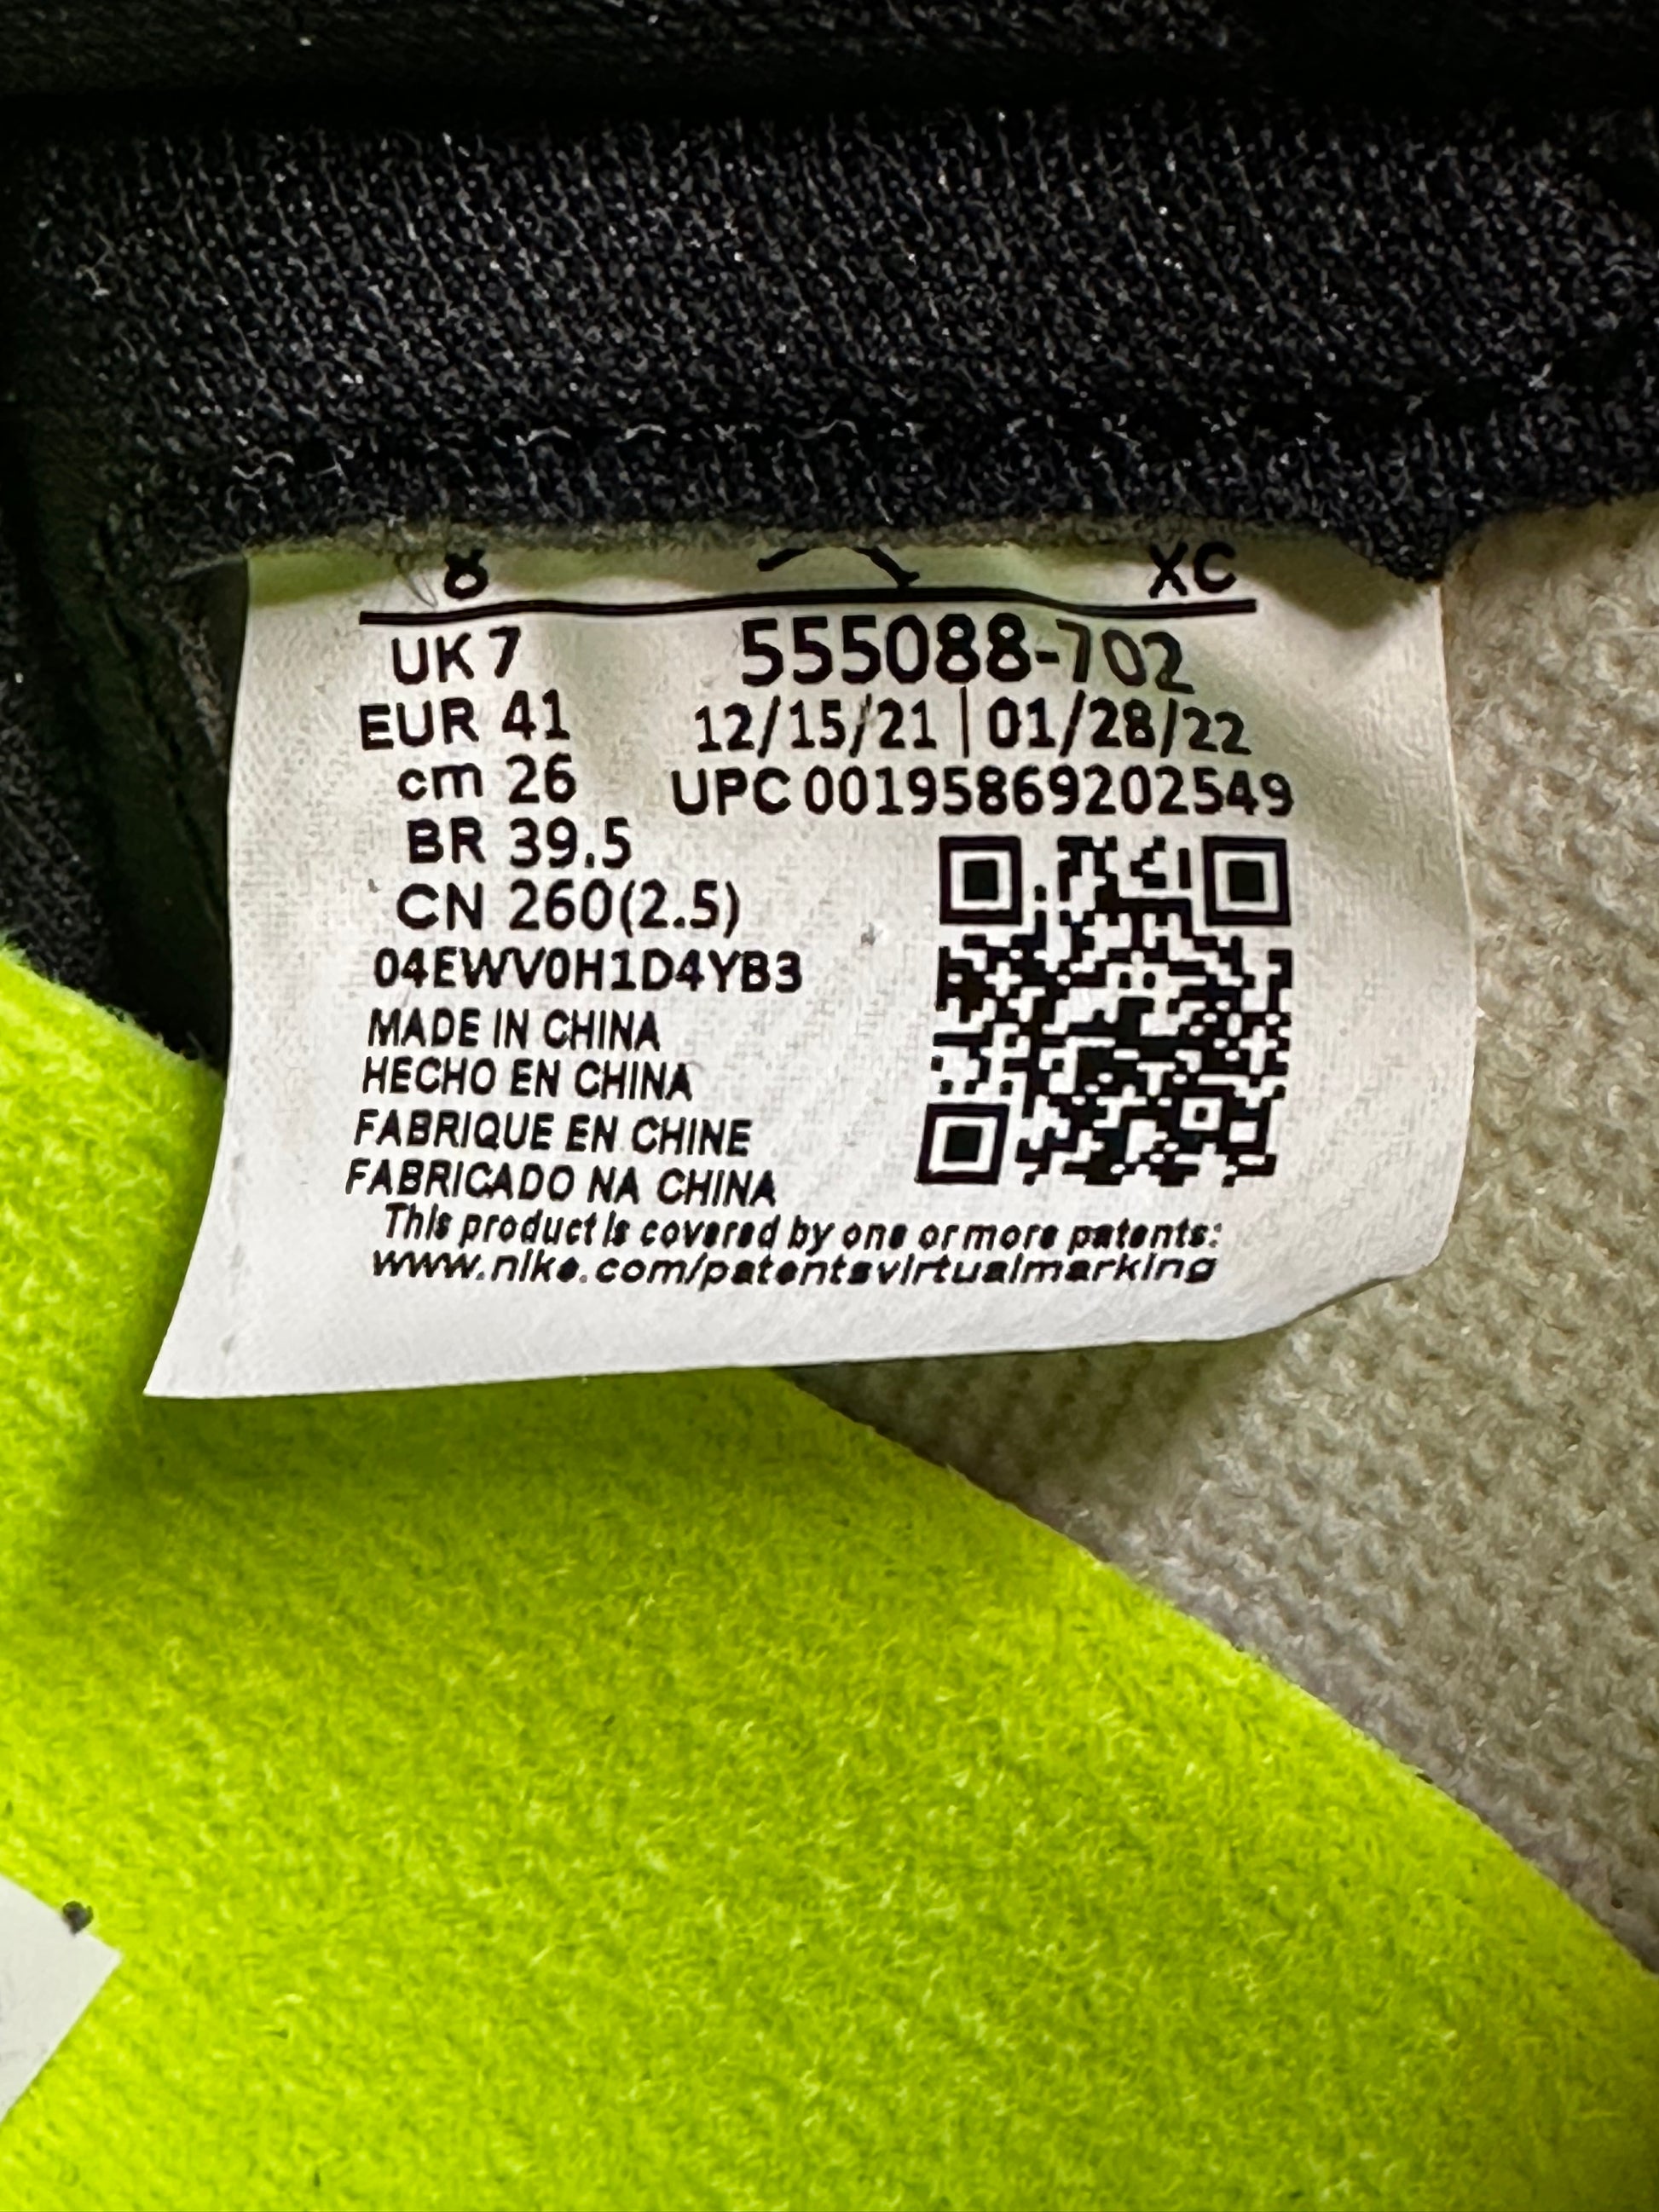 8 XC
UK 7 555088-702
EUR 41 12/15/21 | 01/28/22
cm 26 UPC 00195869202549
BR 39.5
CN 260(2.5)
04EWV0H1D4YB3
MADE IN CHINA
HECHO EN CHINA
FABRIQUE EN CHINE
FABRICADO NA CHINA
This product is covered by one or more patents:
www.nike.com/patentsvirtualmarking